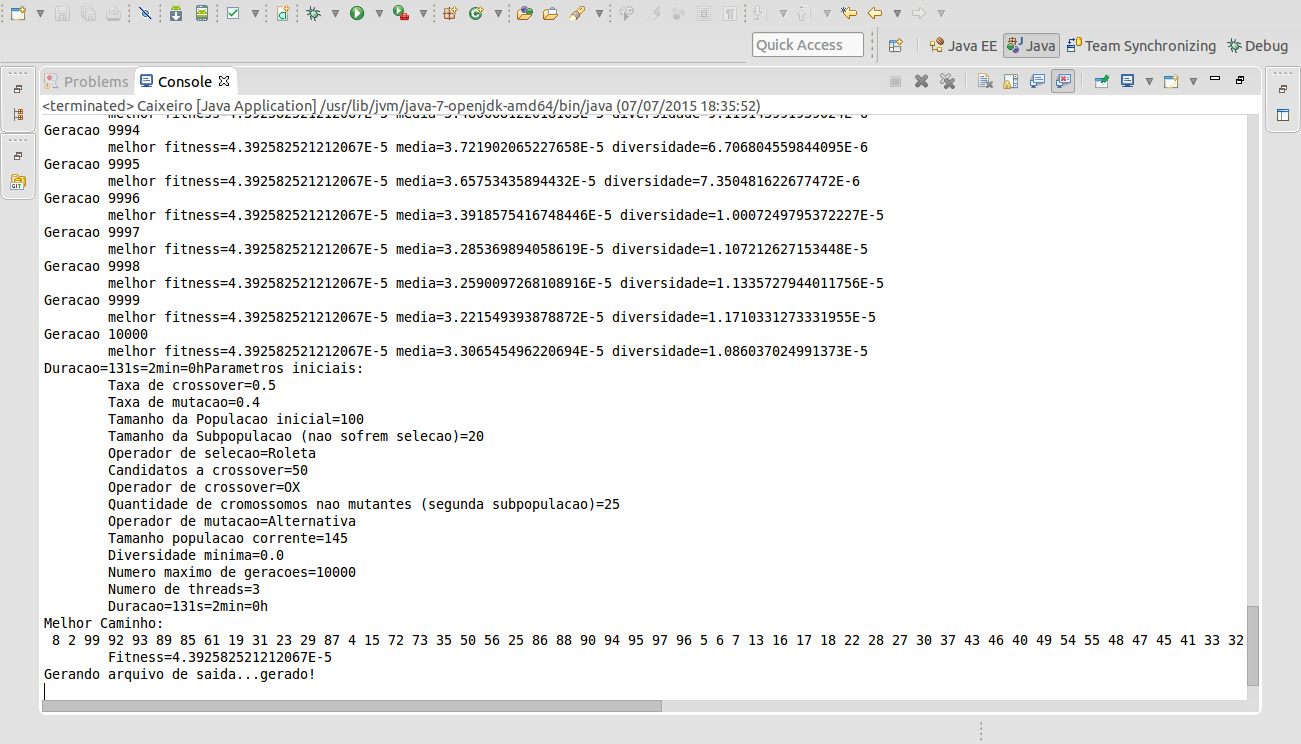 Quick Access
Java EE
Java
Team Synchronizing
Debug
Problems
Console
<terminated> Caixeiro [Java Application] /usr/lib/jvm/java-7-openjdk-amd64/bin/java (07/07/2015 18:35:52)
Geracao 9994
melhor fitness=4.392582521212067E-5 media=3.721902065227658E-5 diversidade=6.706804559844095E-6
Geracao 9995
melhor fitness=4.392582521212067E-5 media=3.65753435894432E-5 diversidade=7.350481622677472E-6
Geracao 9996
melhor fitness=4.392582521212067E-5 media=3.3918575416748446E-5 diversidade=1.0007249795372227E-5
Geracao 9997
melhor fitness=4.392582521212067E-5 media=3.285369894058619E-5 diversidade=1.107212627153448E-5
Geracao 9998
melhor fitness=4.392582521212067E-5 media=3.2590097268108916E-5 diversidade=1.1335727944011756E-5
Geracao 9999
melhor fitness=4.392582521212067E-5 media=3.221549393878872E-5 diversidade=1.1710331273331955E-5
Geracao 10000
melhor fitness=4.392582521212067E-5 media=3.306545496220694E-5 diversidade=1.086037024991373E-5
Duracao=131s=2min=0hParametros iniciais:
Taxa de crossover=0.5
Taxa de mutacao=0.4
Tamanho da Populacao inicial=100
Tamanho da Subpopulacao (nao sofrem selecao)=20
Operador de selecao=Roleta
Candidatos a crossover=50
Operador de crossover=OX
Quantidade de cromossomos nao mutantes (segunda subpopulacao)=25
Operador de mutacao=Alternativa
Tamanho populacao corrente=145
Diversidade minima=0.0
Numero maximo de geracoes=10000
Numero de threads=3
Duracao=131s=2min=0h
Melhor Caminho:
8 2 99 92 93 89 85 61 19 31 23 29 87 4 15 72 73 35 50 56 25 86 88 90 94 95 97 96 5 6 7 13 16 17 18 22 28 27 30 37 43 46 40 49 54 55 48 47 45 41 33 32
Fitness=4.392582521212067E-5
Gerando arquivo de saida...gerado!
GIT